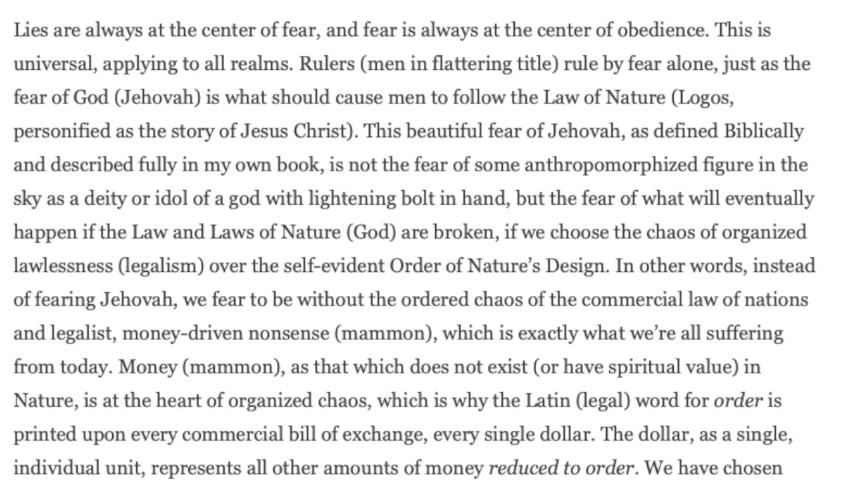 Lies are always at the center of fear, and fear is always at the center of obedience. This is
universal, applying to all realms. Rulers (men in flattering title) rule by fear alone, just as the
fear of God (Jehovah) is what should cause men to follow the Law of Nature (Logos,
personified as the story of Jesus Christ). This beautiful fear of Jehovah, as defined Biblically
and described fully in my own book, is not the fear of some anthropomorphized figure in the
sky as a deity or idol of a god with lightening bolt in hand, but the fear of what will eventually
happen if the Law and Laws of Nature (God) are broken, if we choose the chaos of organized
lawlessness (legalism) over the self-evident Order of Nature's Design. In other words, instead
of fearing Jehovah, we fear to be without the ordered chaos of the commercial law of nations
and legalist, money-driven nonsense (mammon), which is exactly what we're all suffering
from today. Money (mammon), as that which does not exist (or have spiritual value) in
Nature, is at the heart of organized chaos, which is why the Latin (legal) word for order is
printed upon every commercial bill of exchange, every single dollar. The dollar, as a single,
individual unit, represents all other amounts of money reduced to order. We have chosen